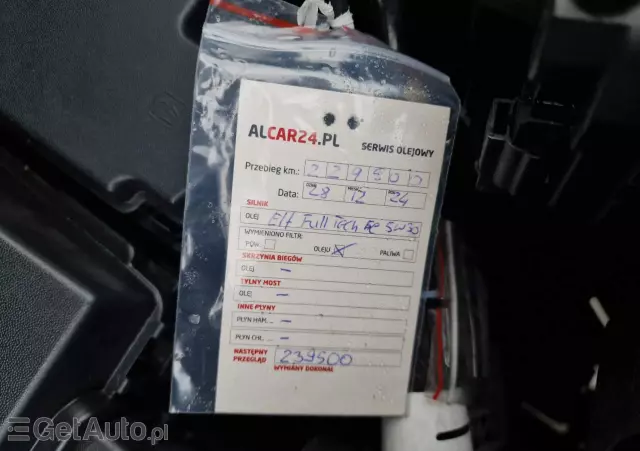 ALCAR24.PL SERWIS OLEJOWY
Przebieg km.: 229500
Data: 28 12 24
SILNIK
OLEJ Elf Full Tech FE 5W30
WYMIENIONO FILTR:
POW. OLEJU PALIWA
SKRZYNIA BIEGÓW
OLEJ –
TYLNY MOST
OLEJ –
INNE PŁYNY
PŁYN HAM. ... –
PŁYN CHŁ. ... –
NASTĘPNY PRZEGLĄD 239500
WYMIANY DOKONAŁ
GetAuto.pl